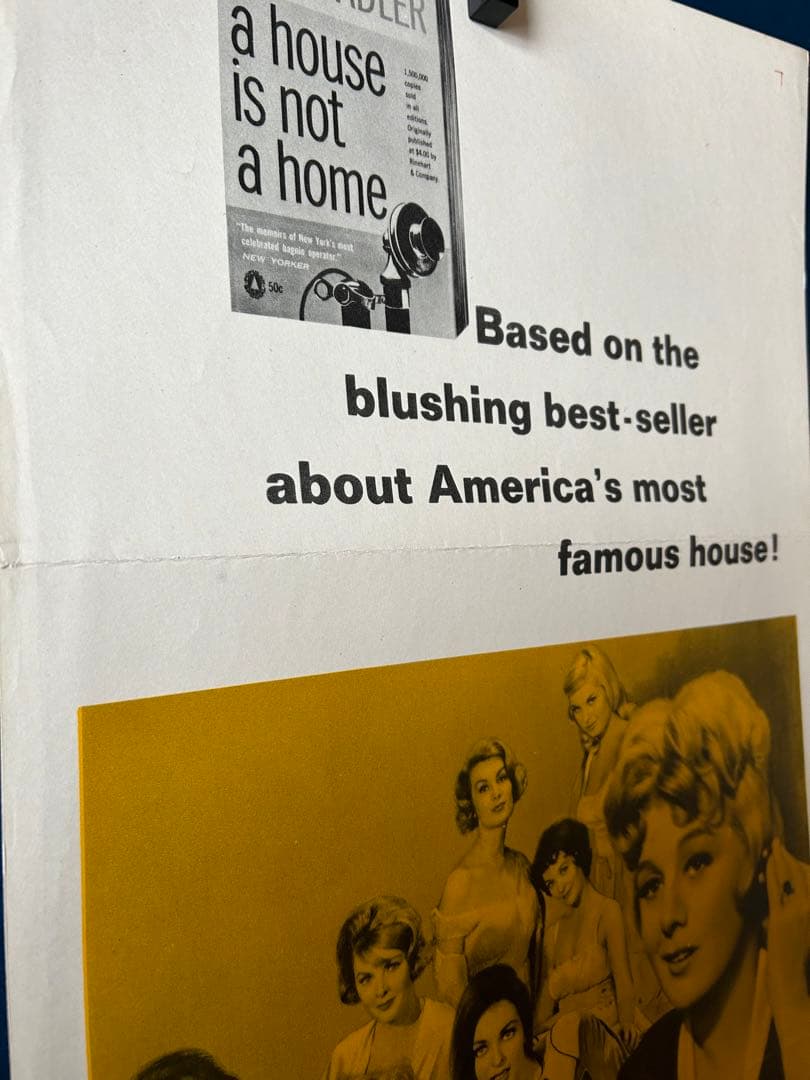 ADLER
a house
is not
a home
1,500,000
copies
sold
in all
editions.
Originally
published
at $4.00 by
Rinehart
& Company.
"The memoirs of New York's most
celebrated bagnio operator."
NEW YORKER
50c
Based on the
blushing best-seller
about America's most
famous house!